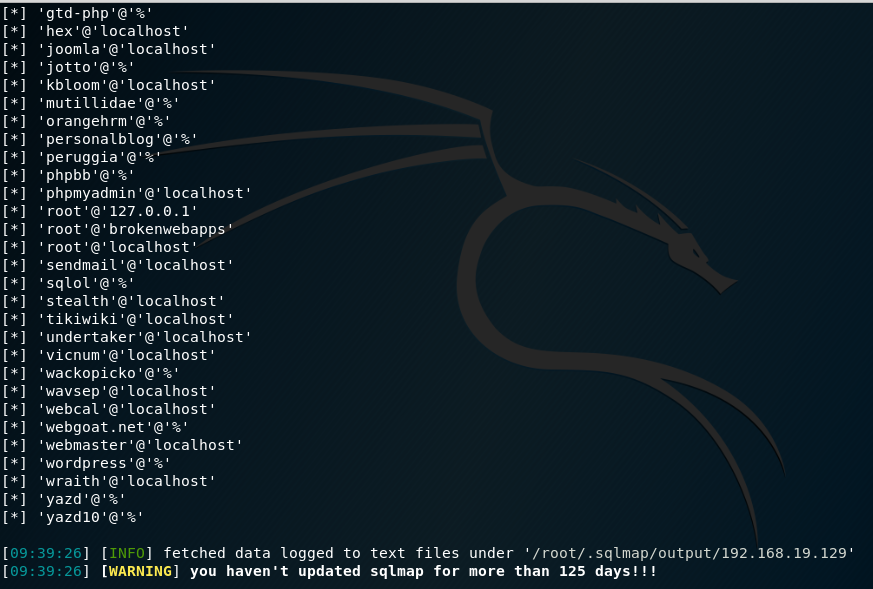 [*] 'gtd-php'@'%'
[*] 'hex'@'localhost'
[*] 'joomla'@'localhost'
[*] 'jotto'@'%'
[*] 'kbloom'@'localhost'
[*] 'mutillidae'@'%'
[*] 'orangehrm'@'%'
[*] 'personalblog'@'%'
[*] 'peruggia'@'%'
[*] 'phpbb'@'%'
[*] 'phpmyadmin'@'localhost'
[*] 'root'@'127.0.0.1'
[*] 'root'@'brokenwebapps'
[*] 'root'@'localhost'
[*] 'sendmail'@'localhost'
[*] 'sqlol'@'%'
[*] 'stealth'@'localhost'
[*] 'tikiwiki'@'localhost'
[*] 'undertaker'@'localhost'
[*] 'vicnum'@'localhost'
[*] 'wackopicko'@'%'
[*] 'wavsep'@'localhost'
[*] 'webcal'@'localhost'
[*] 'webgoat.net'@'%'
[*] 'webmaster'@'localhost'
[*] 'wordpress'@'%'
[*] 'wraith'@'localhost'
[*] 'yazd'@'%'
[*] 'yazd10'@'%'
[09:39:26] [INFO] fetched data logged to text files under '/root/.sqlmap/output/192.168.19.129'
[09:39:26] [WARNING] you haven't updated sqlmap for more than 125 days!!!